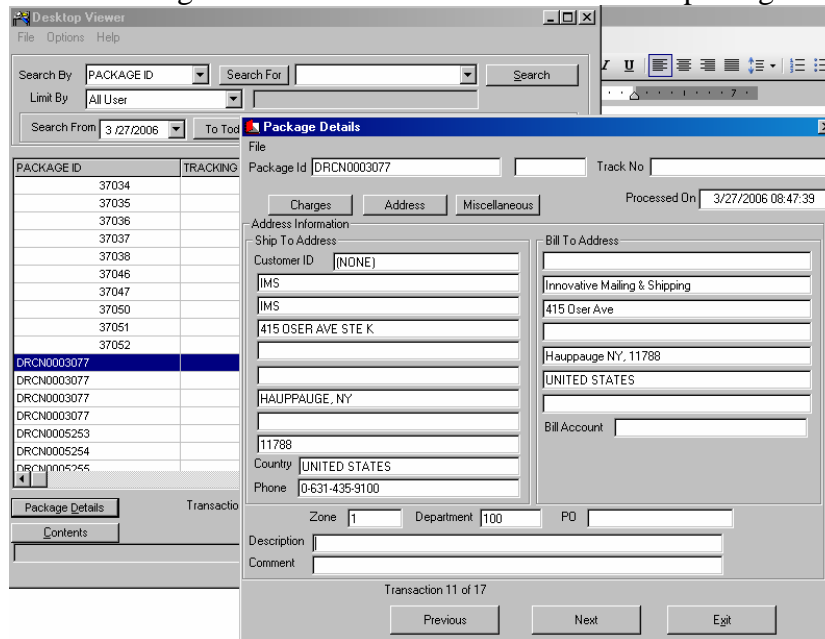 Desktop Viewer
File Options Help
Search By PACKAGE ID Search For Search
Limit By All User
Search From 3 /27/2006 To Tod
PACKAGE ID TRACKING
37034
37035
37036
37037
37038
37046
37047
37050
37051
37052
DRCN0003077
DRCN0003077
DRCN0003077
DRCN0003077
DRCN0005253
DRCN0005254
DRCN0005255
Package Details Transactio
Contents
U
7
Package Details
File
Package Id DRCN0003077 Track No
Charges Address Miscellaneous Processed On 3/27/2006 08:47:39
Address Information
Ship To Address
Customer ID (NONE)
IMS
IMS
415 OSER AVE STE K
HAUPPAUGE, NY
11788
Country UNITED STATES
Phone 0-631-435-9100
Bill To Address
Innovative Mailing & Shipping
415 Oser Ave
Hauppauge NY, 11788
UNITED STATES
Bill Account
Zone 1 Department 100 PO
Description
Comment
Transaction 11 of 17
Previous Next Exit